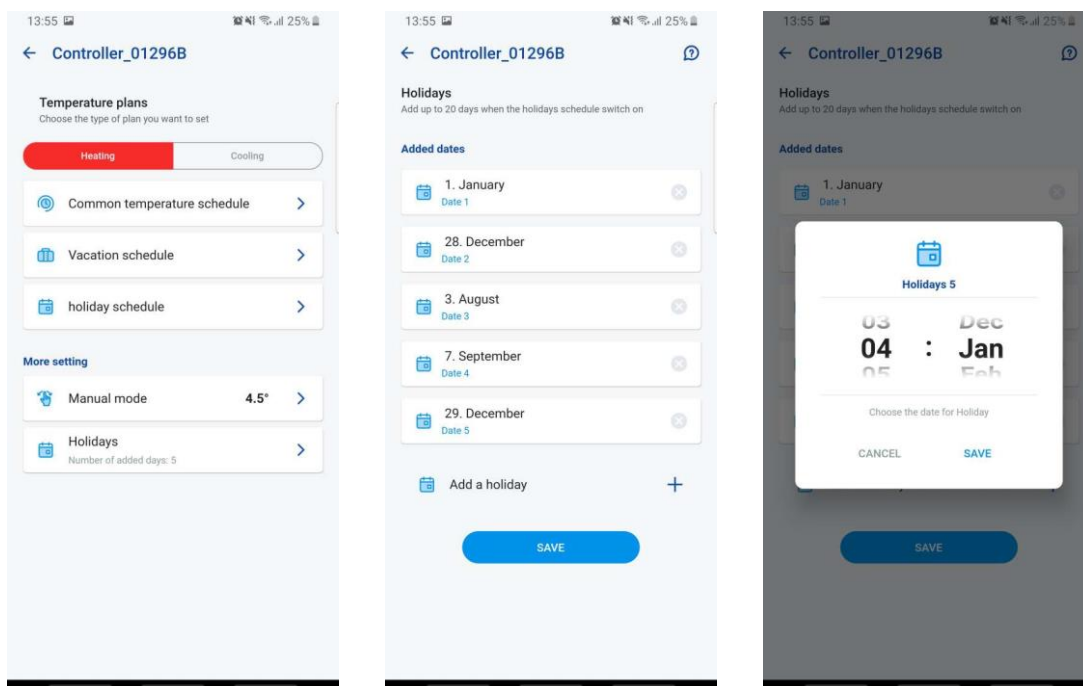 13:55 25%
Controller_01296B
Temperature plans
Choose the type of plan you want to set
Heating Cooling
Common temperature schedule
Vacation schedule
holiday schedule
More setting
Manual mode 4.5°
Holidays
Number of added days: 5
13:55 25%
Controller_01296B
Holidays
Add up to 20 days when the holidays schedule switch on
Added dates
1. January
Date 1
28. December
Date 2
3. August
Date 3
7. September
Date 4
29. December
Date 5
Add a holiday
SAVE
13:55 25%
Controller_01296B
Holidays
Add up to 20 days when the holidays schedule switch on
Added dates
1. January
Date 1
Holidays 5
03 Dec
04 : Jan
05 Feb
Choose the date for Holiday
CANCEL SAVE
SAVE